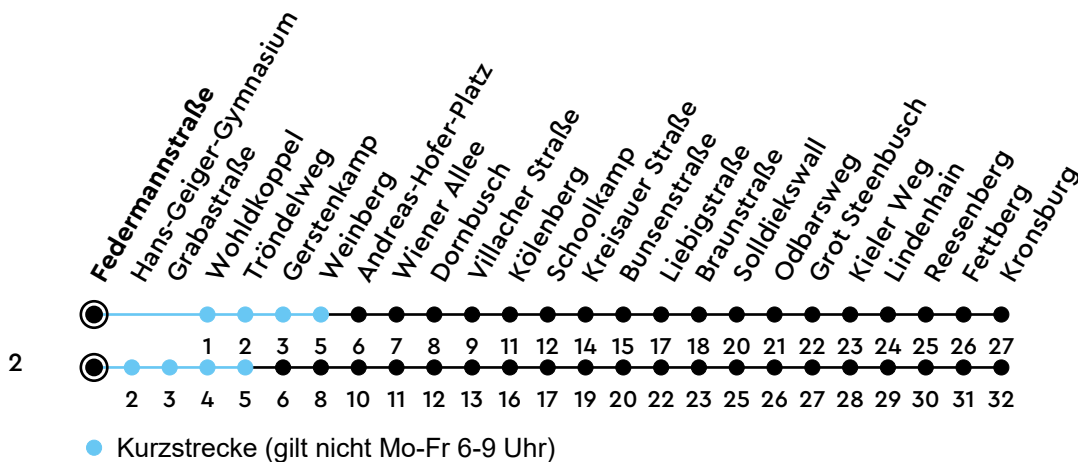 Federmannstraße
Hans-Geiger-Gymnasium
Grabastraße
Wohldkoppel
Tröndelweg
Gerstenkamp
Weinberg
Andreas-Hofer-Platz
Wiener Allee
Dornbusch
Villacher Straße
Kölenberg
Schoolkamp
Kreisauer Straße
Bunsenstraße
Liebigstraße
Braunstraße
Solldiekswall
Odbarsweg
Grot Steenbusch
Kieler Weg
Lindenhain
Reesenberg
Fettberg
Kronsburg
1 2 3 5 6 7 8 9 11 12 14 15 17 18 20 21 22 23 24 25 26 27
2
2 3 4 5 6 8 10 11 12 13 16 17 19 20 22 23 25 26 27 28 29 30 31 32
Kurzstrecke (gilt nicht Mo-Fr 6-9 Uhr)